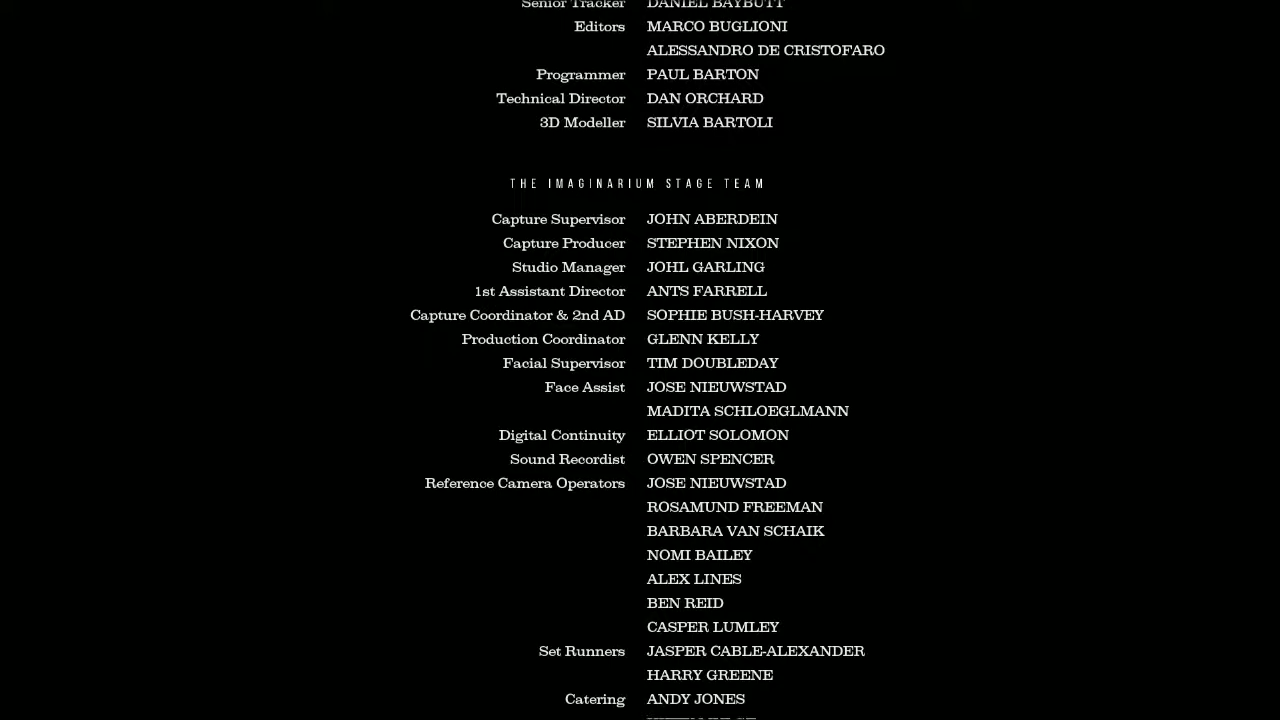 Senior Tracker DANIEL BAYBUTT
Editors MARCO BUGLIONI
ALESSANDRO DE CRISTOFARO
Programmer PAUL BARTON
Technical Director DAN ORCHARD
3D Modeller SILVIA BARTOLI
THE IMAGINARIUM STAGE TEAM
Capture Supervisor JOHN ABERDEIN
Capture Producer STEPHEN NIXON
Studio Manager JOHL GARLING
1st Assistant Director ANTS FARRELL
Capture Coordinator & 2nd AD SOPHIE BUSH-HARVEY
Production Coordinator GLENN KELLY
Facial Supervisor TIM DOUBLEDAY
Face Assist JOSE NIEUWSTAD
MADITA SCHLOEGLMANN
Digital Continuity ELLIOT SOLOMON
Sound Recordist OWEN SPENCER
Reference Camera Operators JOSE NIEUWSTAD
ROSAMUND FREEMAN
BARBARA VAN SCHAIK
NOMI BAILEY
ALEX LINES
BEN REID
CASPER LUMLEY
Set Runners JASPER CABLE-ALEXANDER
HARRY GREENE
Catering ANDY JONES